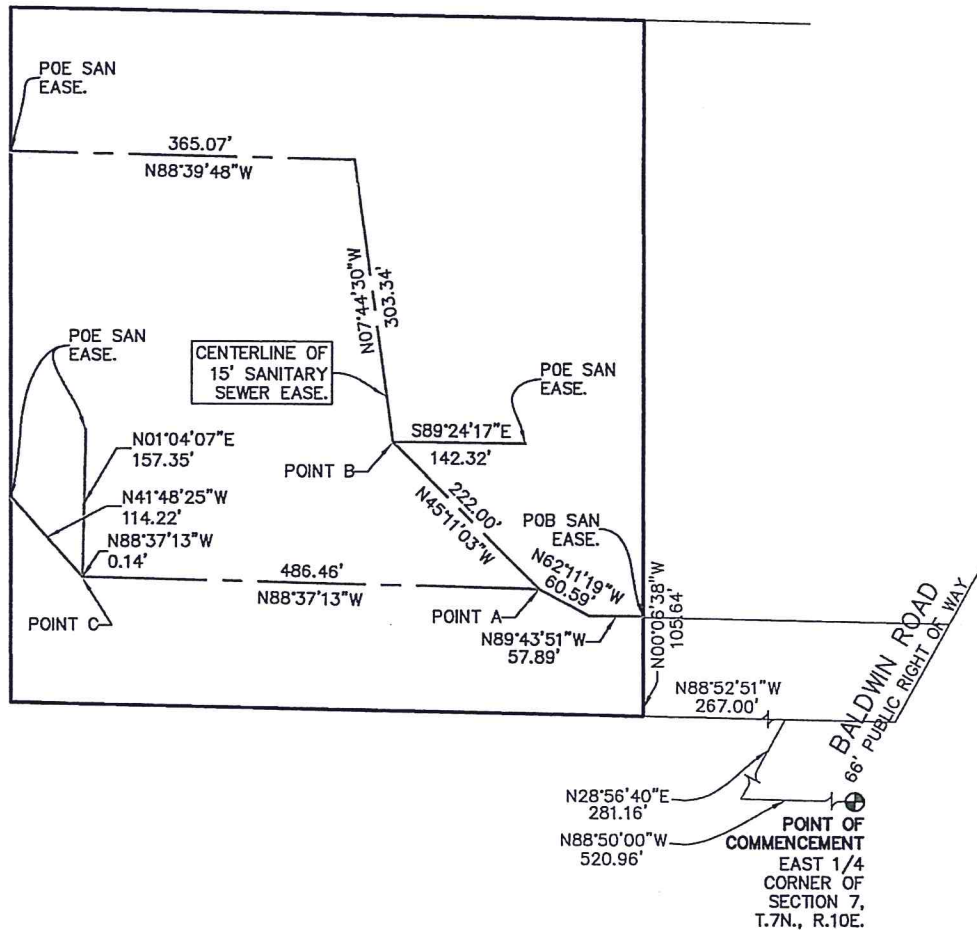 POE SAN
EASE.
365.07'
N88°39'48"W
N07°44'30"W
303.34'
POE SAN
EASE.
CENTERLINE OF
15' SANITARY
SEWER EASE.
POE SAN
EASE.
S89°24'17"E
142.32'
N01°04'07"E
157.35'
POINT B
N41°48'25"W
114.22'
222.00'
N45°11'03"W
POB SAN
EASE.
N88°37'13"W
0.14'
N62°11'19"W
60.59'
486.46'
N88°37'13"W
POINT A
POINT C
N89°43'51"W
57.89'
N00°06'38"W
105.64'
N88°52'51"W
267.00'
BALDWIN ROAD
66' PUBLIC RIGHT OF WAY
N28°56'40"E
281.16'
N88°50'00"W
520.96'
POINT OF
COMMENCEMENT
EAST 1/4
CORNER OF
SECTION 7,
T.7N., R.10E.